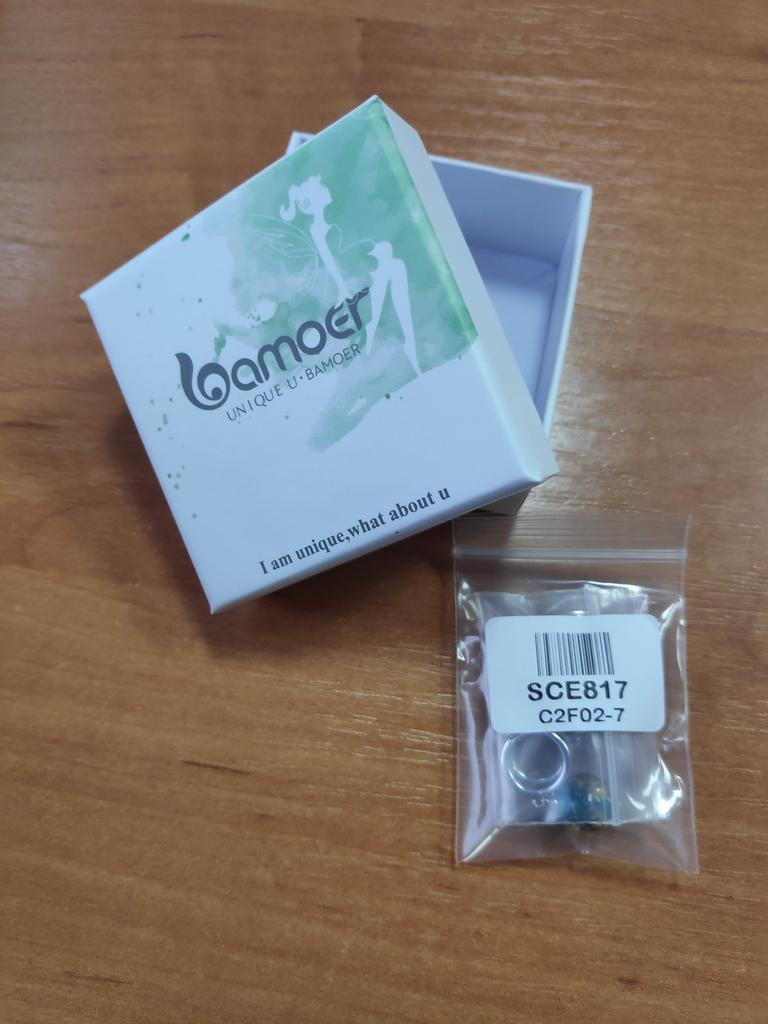 bamoer
UNIQUE U·BAMOER
I am unique,what about u
SCE817
C2F02-7